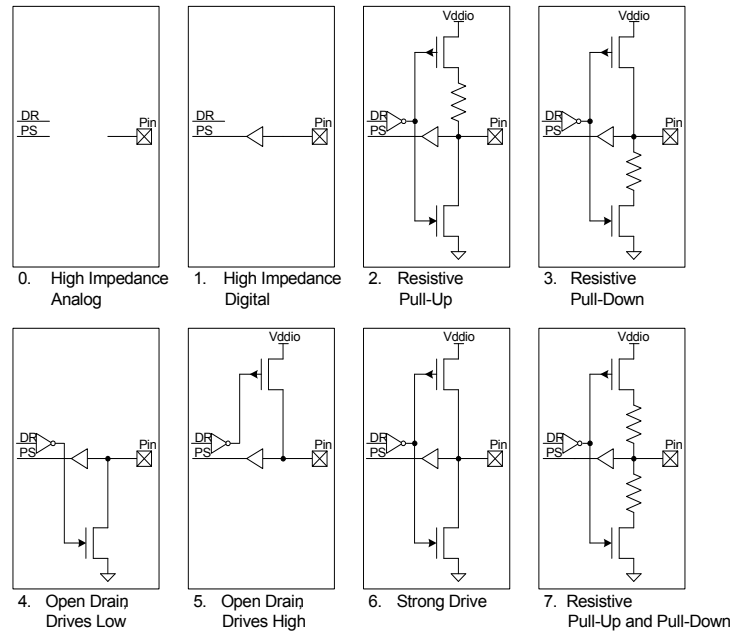 Vddio
Vddio
DR
PS
Pin
DR
PS
Pin
DR
PS
Pin
DR
PS
Pin
0. High Impedance
Analog
1. High Impedance
Digital
2. Resistive
Pull-Up
3. Resistive
Pull-Down
Vddio
Vddio
Vddio
DR
PS
Pin
DR
PS
Pin
DR
PS
Pin
DR
PS
Pin
4. Open Drain,
Drives Low
5. Open Drain,
Drives High
6. Strong Drive
7. Resistive
Pull-Up and Pull-Down